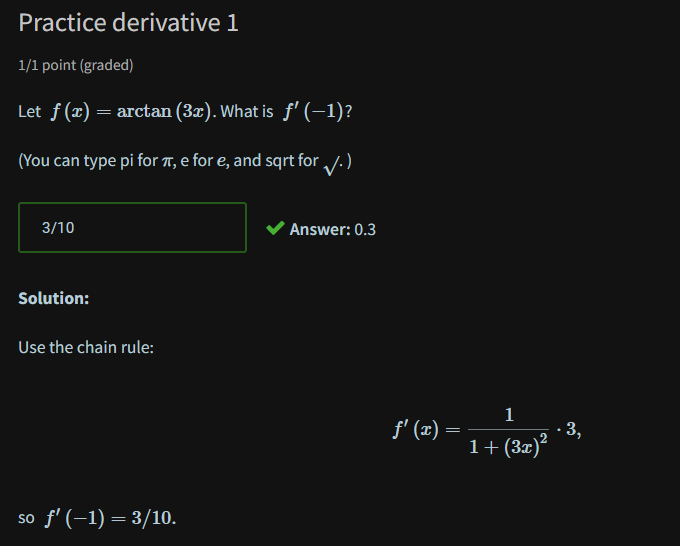 Practice derivative 1
1/1 point (graded)
Let f(x) = arctan(3x). What is f′(−1)?
(You can type pi for π, e for e, and sqrt for √. )
3/10
✔ Answer: 0.3
Solution:
Use the chain rule:
f′(x) = 1/(1 + (3x)²) · 3,
so f′(−1) = 3/10.